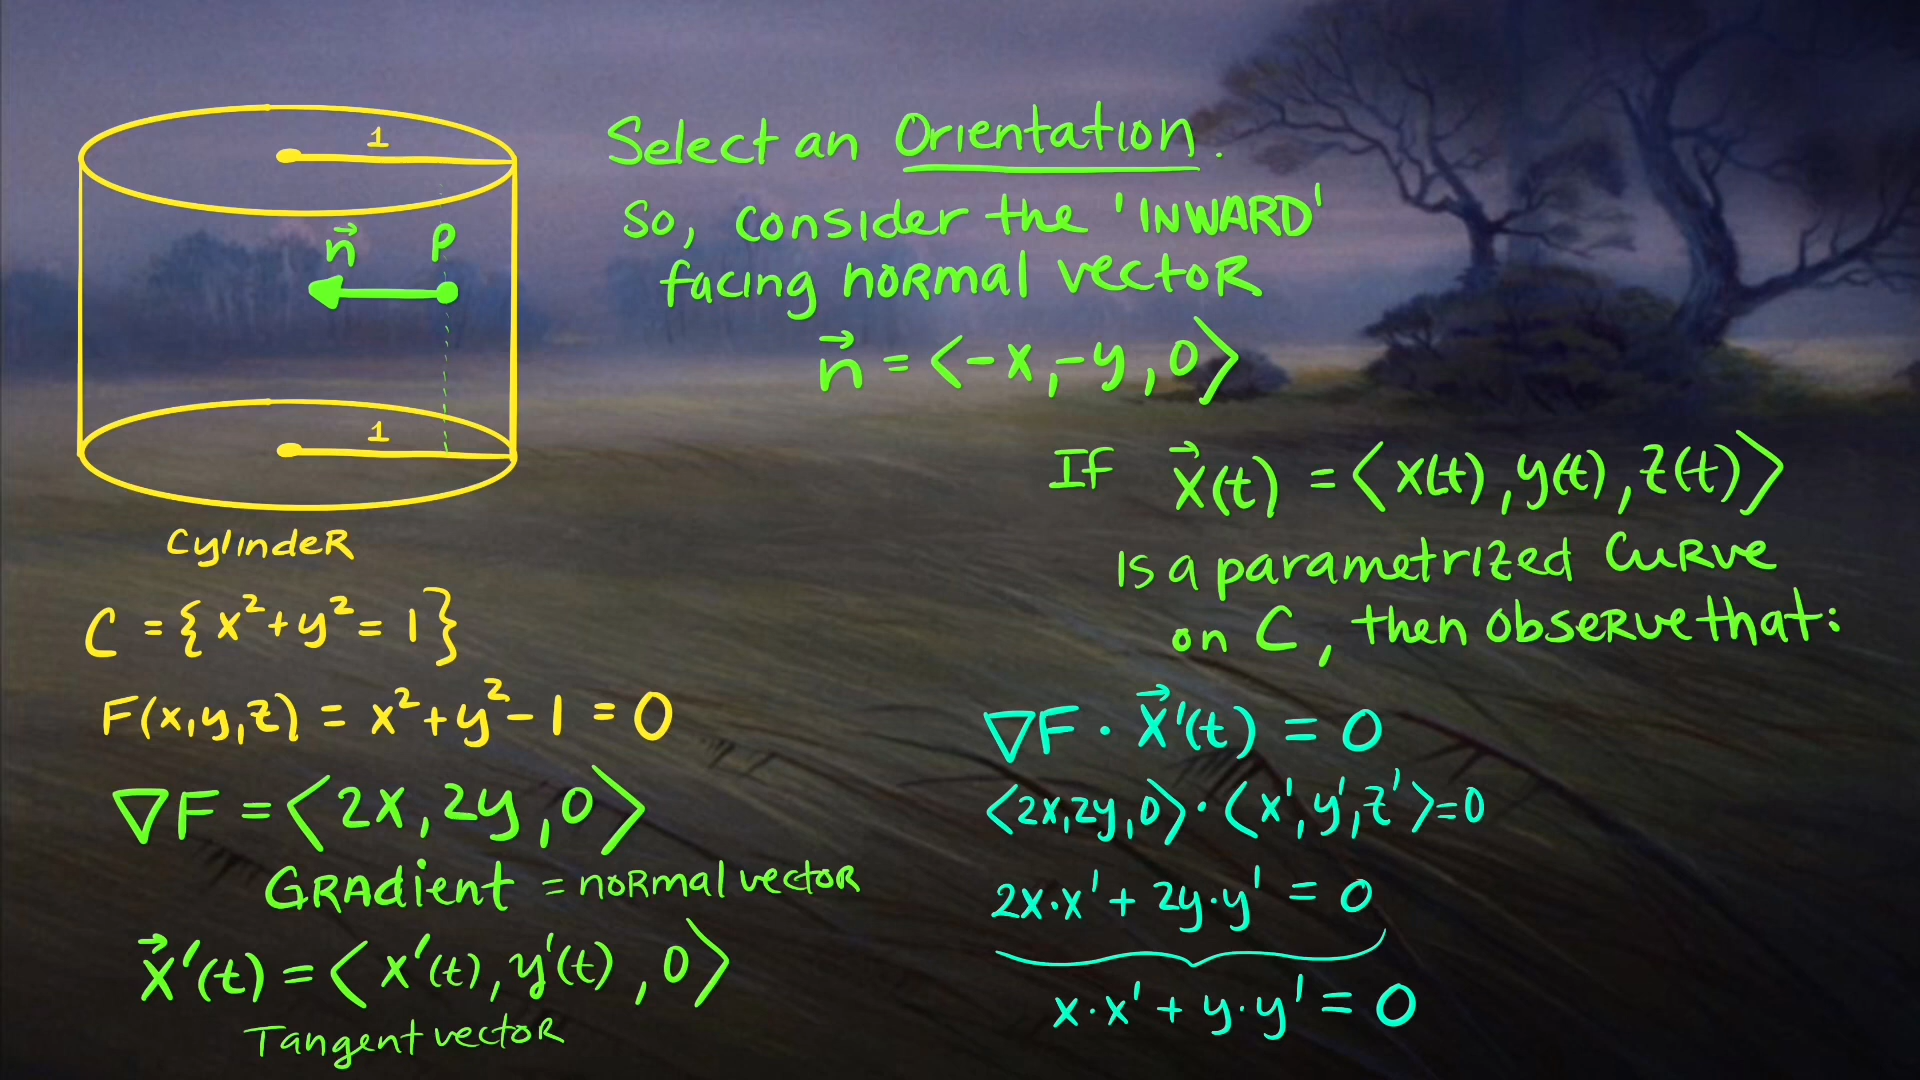 1
n⃗ P
1
Cylinder
C = {x² + y² = 1}
F(x,y,z) = x² + y² - 1 = 0
∇F = ⟨2x, 2y, 0⟩
Gradient = normal vector
X⃗'(t) = ⟨x'(t), y'(t), 0⟩
Tangent vector
Select an Orientation.
So, consider the 'INWARD'
facing normal vector
n⃗ = ⟨-x, -y, 0⟩
If X⃗(t) = ⟨x(t), y(t), z(t)⟩
is a parametrized curve
on C, then observe that:
∇F · X⃗'(t) = 0
⟨2x, 2y, 0⟩ · ⟨x', y', z'⟩ = 0
2x·x' + 2y·y' = 0
x·x' + y·y' = 0